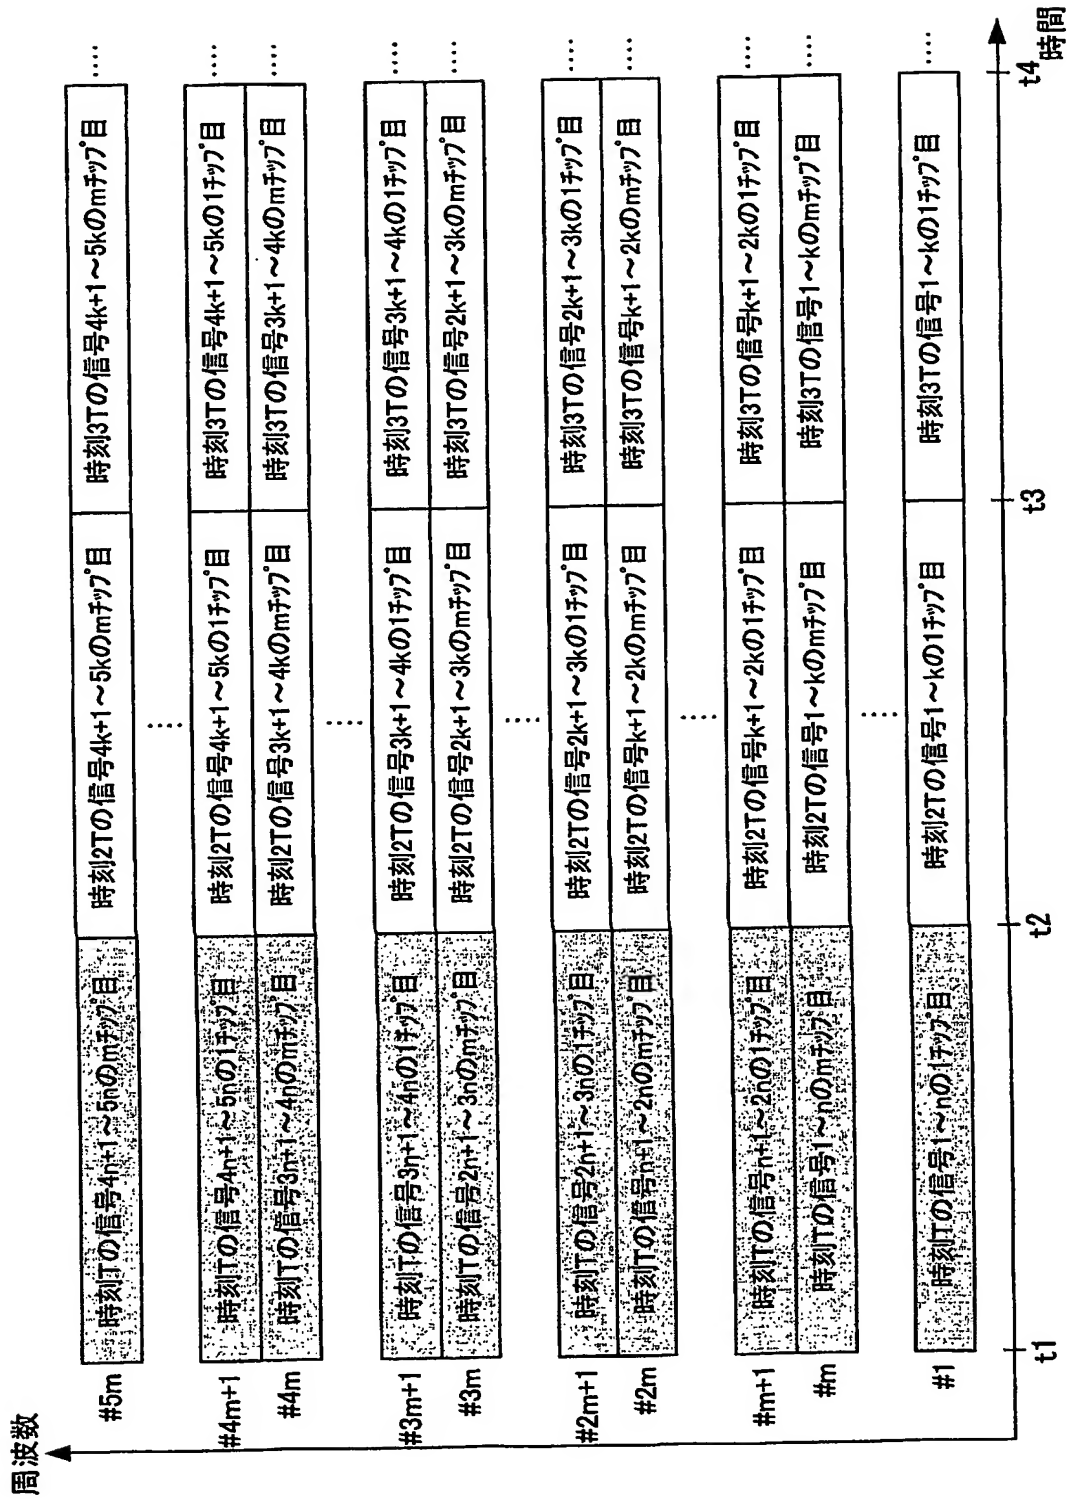 周波数
#5m
時刻Tの信号4n+1～5nのmチップ目
時刻2Tの信号4k+1～5kのmチップ目
時刻3Tの信号4k+1～5kのmチップ目
....
.....
#4m+1
時刻Tの信号4n+1～5nの1チップ目
時刻2Tの信号4k+1～5kの1チップ目
時刻3Tの信号4k+1～5kの1チップ目
....
#4m
時刻Tの信号3n+1～4nのmチップ目
時刻2Tの信号3k+1～4kのmチップ目
時刻3Tの信号3k+1～4kのmチップ目
....
.....
#3m+1
時刻Tの信号3n+1～4nの1チップ目
時刻2Tの信号3k+1～4kの1チップ目
時刻3Tの信号3k+1～4kの1チップ目
....
#3m
時刻Tの信号2n+1～3nのmチップ目
時刻2Tの信号2k+1～3kのmチップ目
時刻3Tの信号2k+1～3kのmチップ目
....
.....
#2m+1
時刻Tの信号2n+1～3nの1チップ目
時刻2Tの信号2k+1～3kの1チップ目
時刻3Tの信号2k+1～3kの1チップ目
....
#2m
時刻Tの信号n+1～2nのmチップ目
時刻2Tの信号k+1～2kのmチップ目
時刻3Tの信号k+1～2kのmチップ目
....
.....
#m+1
時刻Tの信号n+1～2nの1チップ目
時刻2Tの信号k+1～2kの1チップ目
時刻3Tの信号k+1～2kの1チップ目
....
#m
時刻Tの信号1～nのmチップ目
時刻2Tの信号1～kのmチップ目
時刻3Tの信号1～kのmチップ目
....
.....
#1
時刻Tの信号1～nの1チップ目
時刻2Tの信号1～kの1チップ目
時刻3Tの信号1～kの1チップ目
....
t1
t2
t3
t4
時間